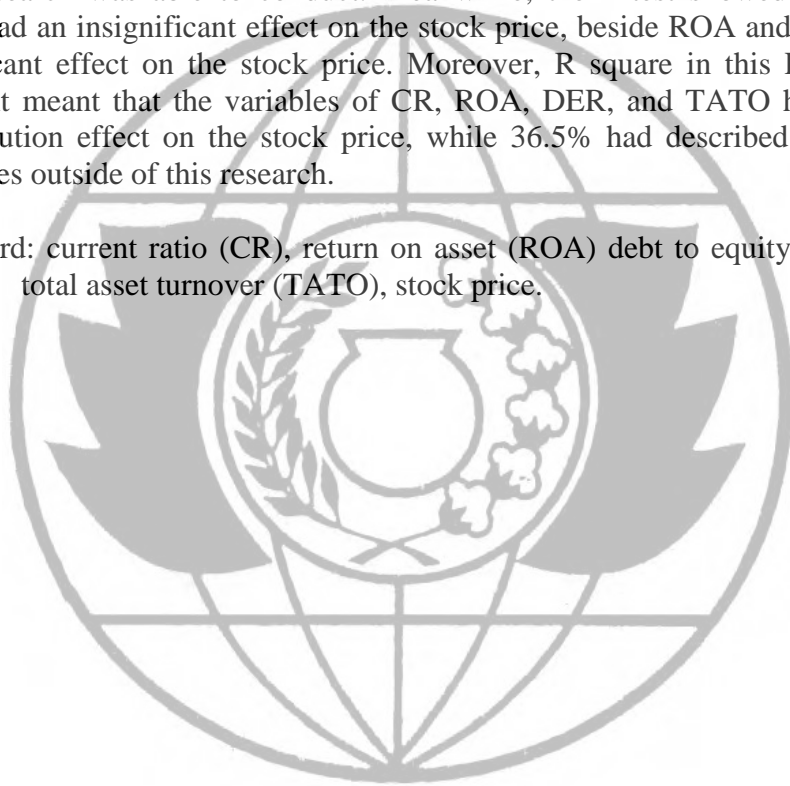 ad an insignificant effect on the stock price, beside ROA and
cant effect on the stock price. Moreover, R square in this
t meant that the variables of CR, ROA, DER, and TATO
ution effect on the stock price, while 36.5% had described
es outside of this research.
rd: current ratio (CR), return on asset (ROA) debt to equity
total asset turnover (TATO), stock price.